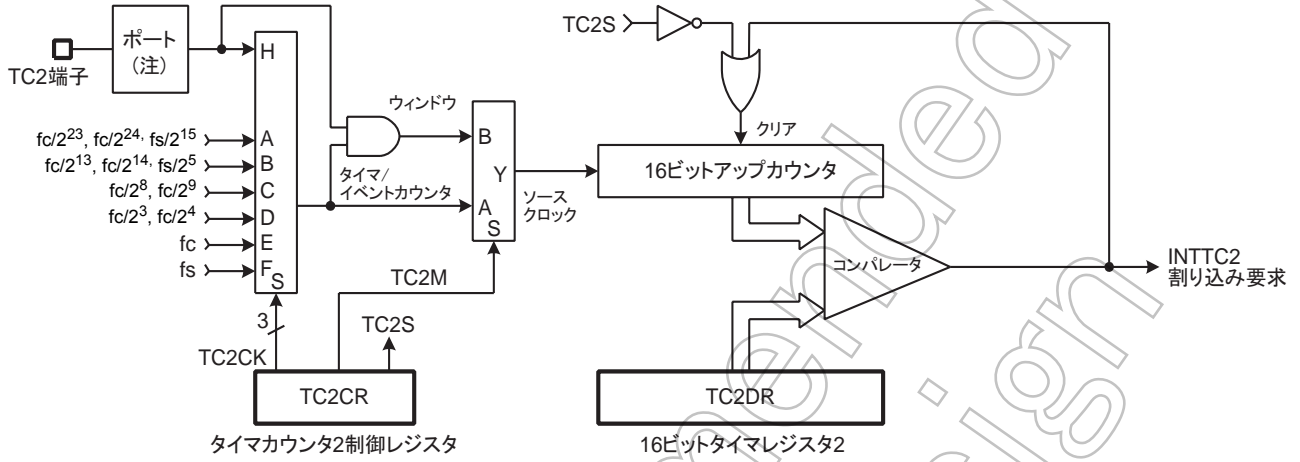 TC2端子
ポート
(注)
H
fc/2^23, fc/2^24, fs/2^15
A
fc/2^13, fc/2^14, fs/2^5
B
fc/2^8, fc/2^9
C
fc/2^3, fc/2^4
D
fc
E
fs
F
S
3
TC2CK
TC2CR
タイマカウンタ2制御レジスタ
ウィンドウ
タイマ/
イベントカウンタ
B
Y
A
S
TC2M
TC2S
ソース
クロック
TC2S
クリア
16ビットアップカウンタ
コンパレータ
INTTC2
割り込み要求
TC2DR
16ビットタイマレジスタ2
mended
sign